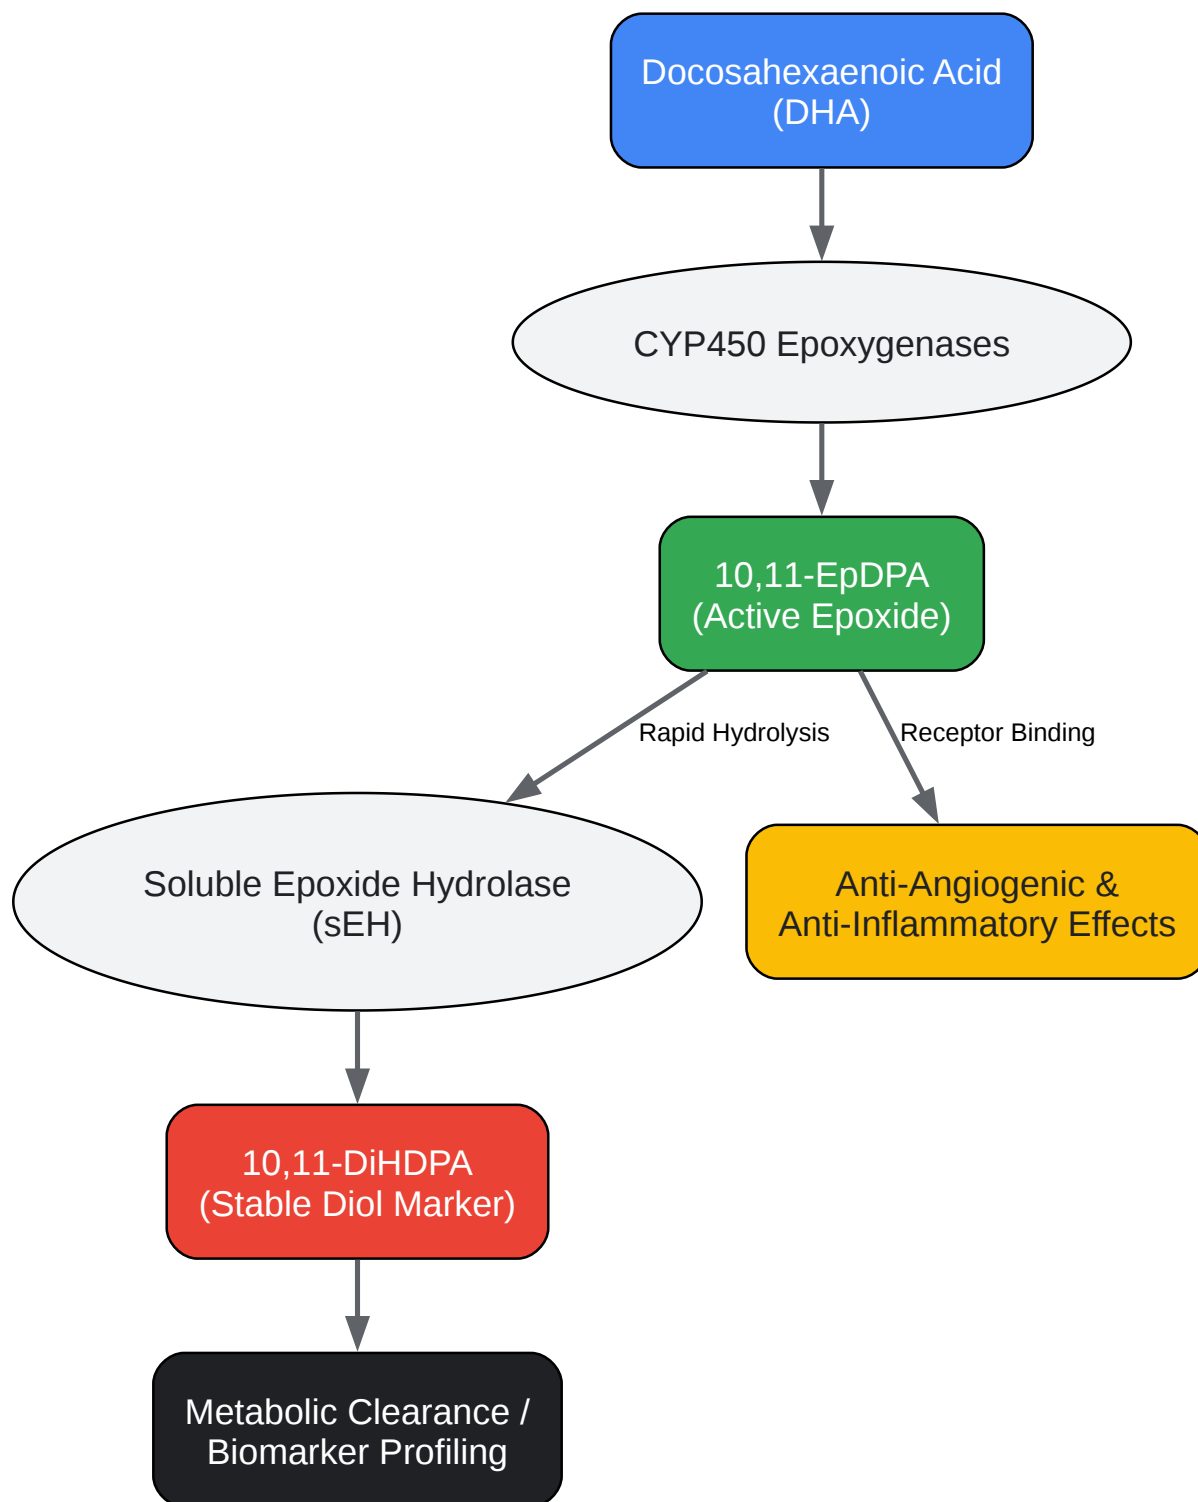 Docosahexaenoic Acid
(DHA)
CYP450 Epoxygenases
10,11-EpDPA
(Active Epoxide)
Rapid Hydrolysis
Receptor Binding
Soluble Epoxide Hydrolase
(sEH)
Anti-Angiogenic &
Anti-Inflammatory Effects
10,11-DiHDPA
(Stable Diol Marker)
Metabolic Clearance /
Biomarker Profiling